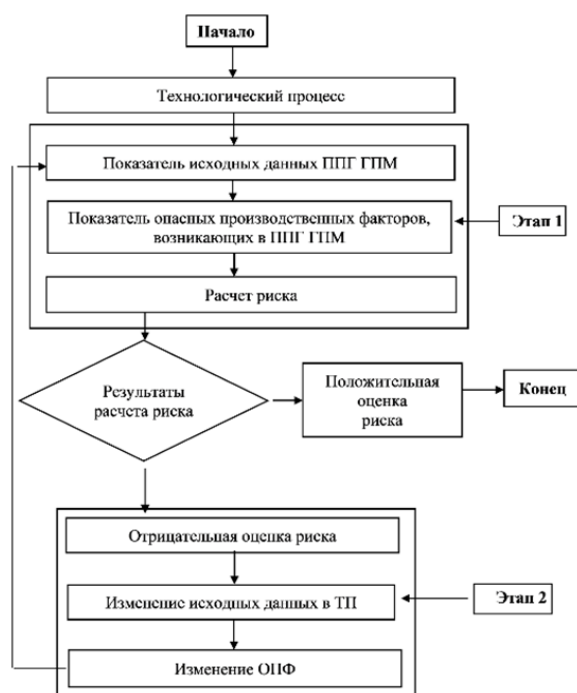 Начало
Технологический процесс
Показатель исходных данных ППГ ГПМ
Показатель опасных производственных факторов,
возникающих в ППГ ГПМ
Этап 1
Расчет риска
Результаты
расчета риска
Положительная
оценка
риска
Конец
Отрицательная оценка риска
Изменение исходных данных в ТП
Этап 2
Изменение ОПФ